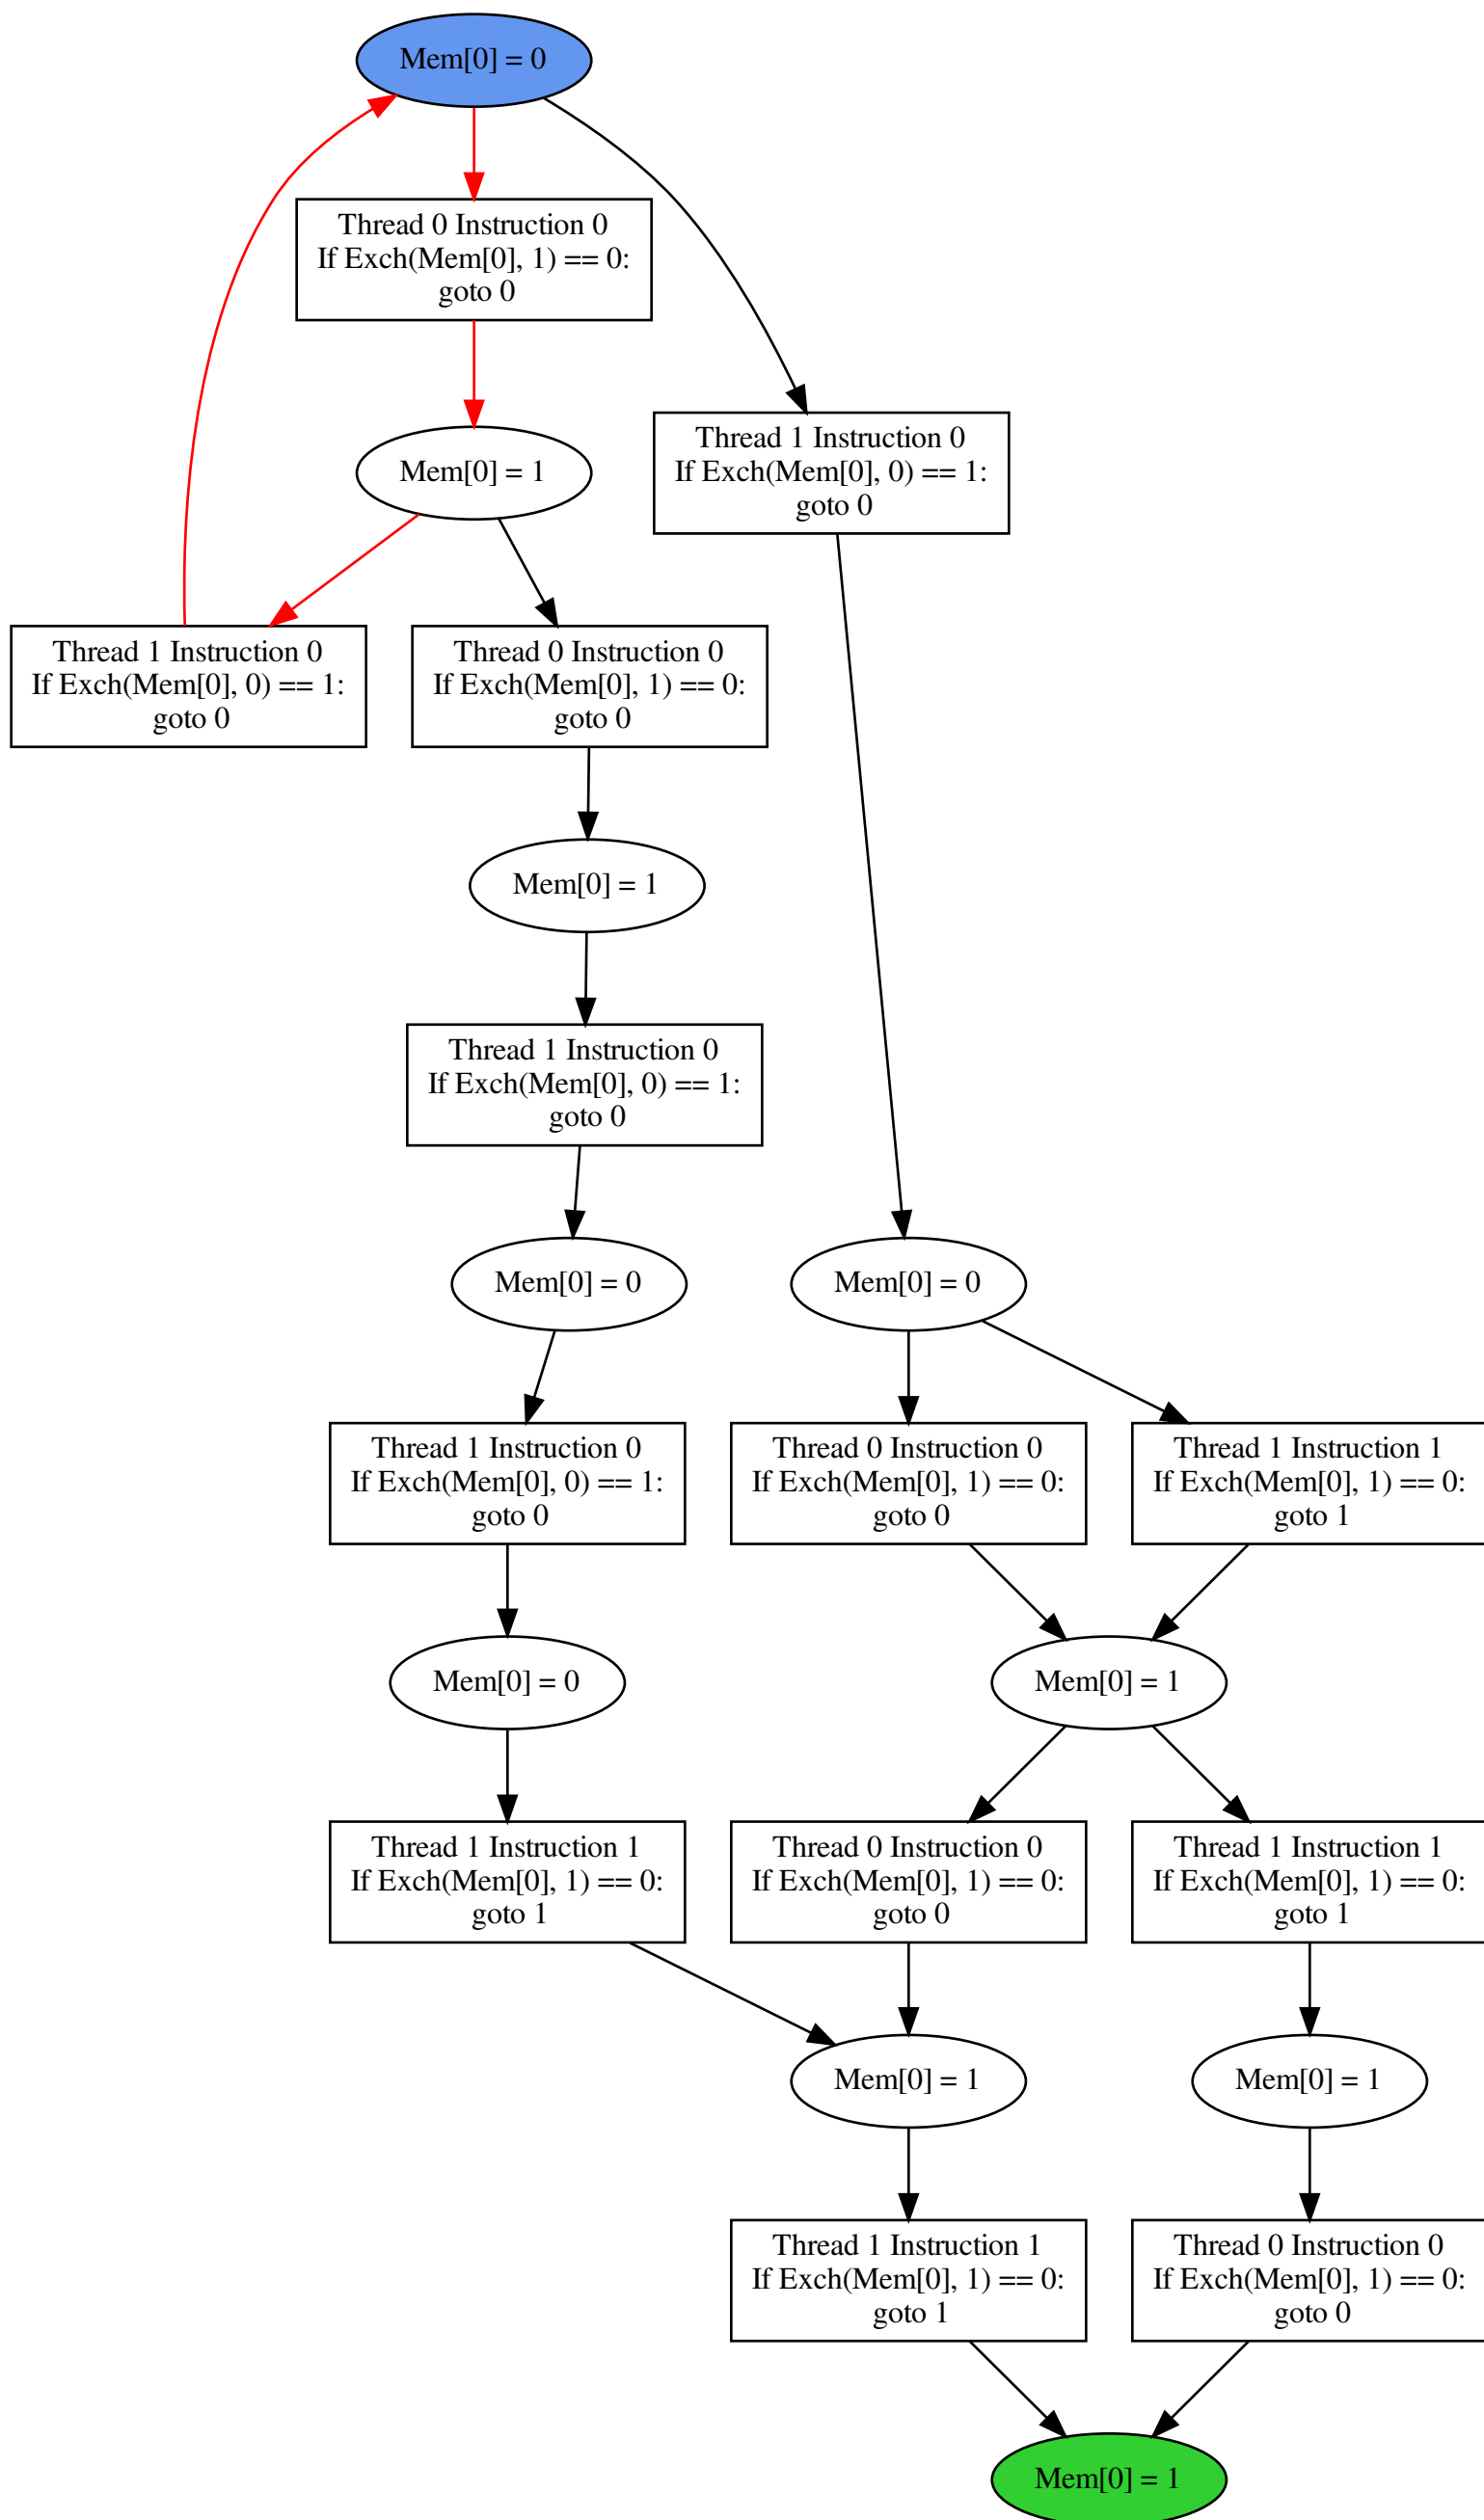 Mem[0] = 0
Thread 0 Instruction 0
If Exch(Mem[0], 1) == 0:
goto 0
Thread 1 Instruction 0
If Exch(Mem[0], 0) == 1:
goto 0
Mem[0] = 1
Thread 1 Instruction 0
If Exch(Mem[0], 0) == 1:
goto 0
Thread 0 Instruction 0
If Exch(Mem[0], 1) == 0:
goto 0
Mem[0] = 1
Thread 1 Instruction 0
If Exch(Mem[0], 0) == 1:
goto 0
Mem[0] = 0
Mem[0] = 0
Thread 1 Instruction 0
If Exch(Mem[0], 0) == 1:
goto 0
Thread 0 Instruction 0
If Exch(Mem[0], 1) == 0:
goto 0
Thread 1 Instruction 1
If Exch(Mem[0], 1) == 0:
goto 1
Mem[0] = 0
Mem[0] = 1
Thread 1 Instruction 1
If Exch(Mem[0], 1) == 0:
goto 1
Thread 0 Instruction 0
If Exch(Mem[0], 1) == 0:
goto 0
Thread 1 Instruction 1
If Exch(Mem[0], 1) == 0:
goto 1
Mem[0] = 1
Mem[0] = 1
Thread 1 Instruction 1
If Exch(Mem[0], 1) == 0:
goto 1
Thread 0 Instruction 0
If Exch(Mem[0], 1) == 0:
goto 0
Mem[0] = 1